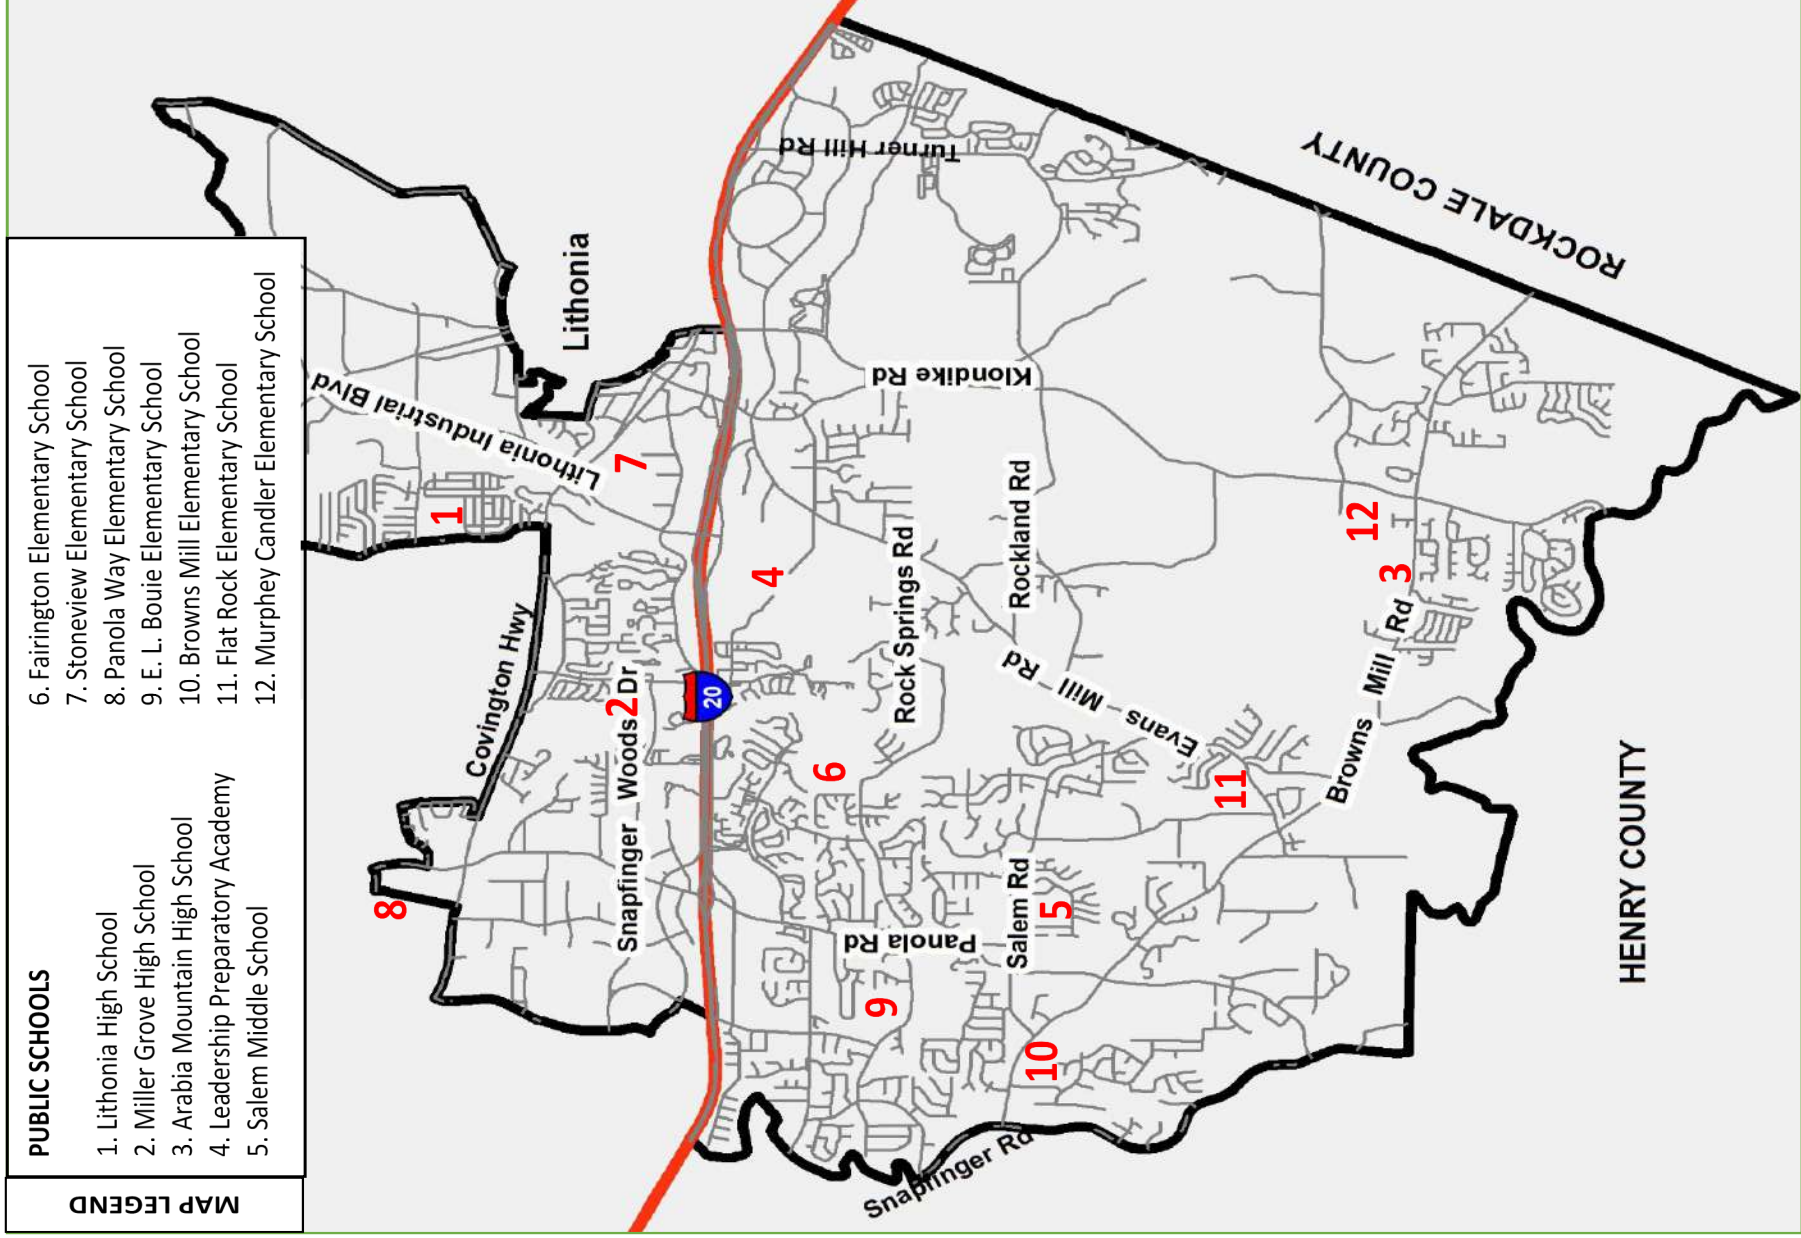 MAP LEGEND
PUBLIC SCHOOLS
1. Lithonia High School
2. Miller Grove High School
3. Arabia Mountain High School
4. Leadership Preparatory Academy
5. Salem Middle School
6. Fairington Elementary School
7. Stoneview Elementary School
8. Panola Way Elementary School
9. E. L. Bouie Elementary School
10. Browns Mill Elementary School
11. Flat Rock Elementary School
12. Murphey Candler Elementary School
Lithonia Industrial Blvd
1
Lithonia
7
Covington Hwy
8
Snapfinger Woods Dr
2
20
Turner Hill Rd
4
6
Klondike Rd
Rock Springs Rd
Panola Rd
9
Rockland Rd
Salem Rd
5
10
Snapfinger Rd
Evans Mill Rd
11
12
3
Browns Mill Rd
ROCKDALE COUNTY
HENRY COUNTY